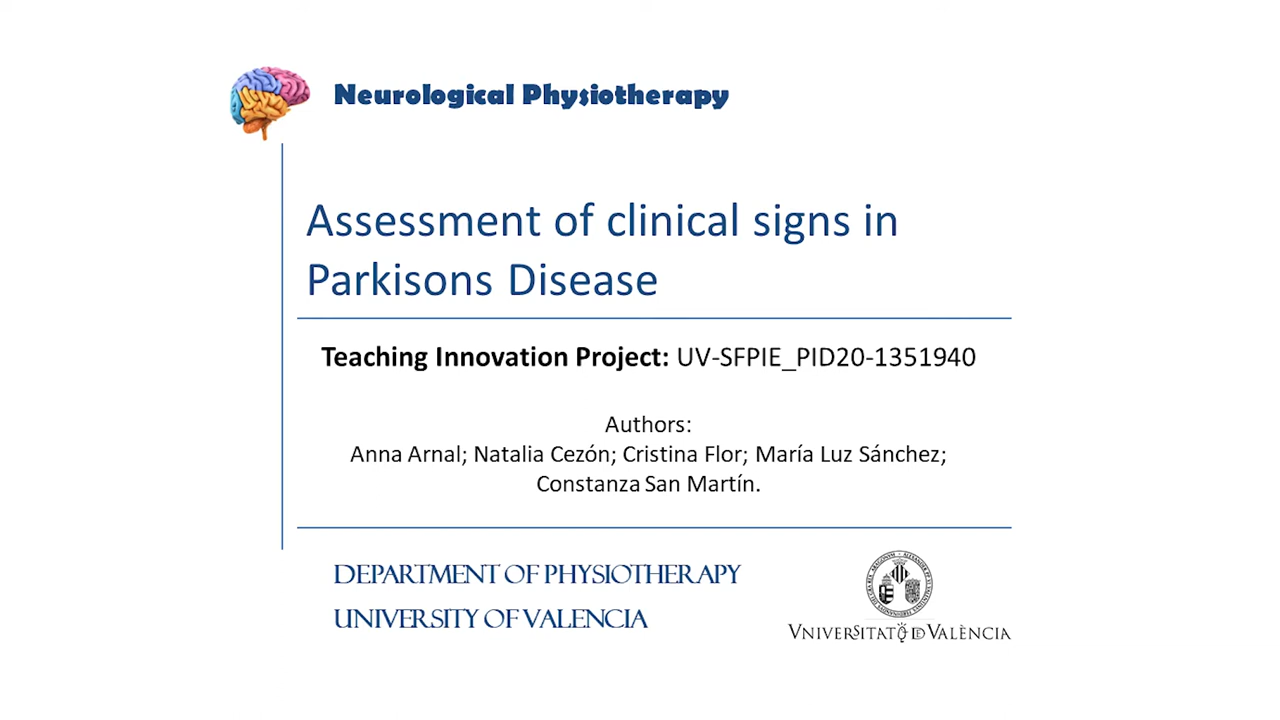 Neurological Physiotherapy
Assessment of clinical signs in
Parkisons Disease
Teaching Innovation Project: UV-SFPIE_PID20-1351940
Authors:
Anna Arnal; Natalia Cezón; Cristina Flor; María Luz Sánchez;
Constanza San Martín.
DEPARTMENT OF PHYSIOTHERAPY
UNIVERSITY OF VALENCIA
VNIVERSITAT DE VALÈNCIA